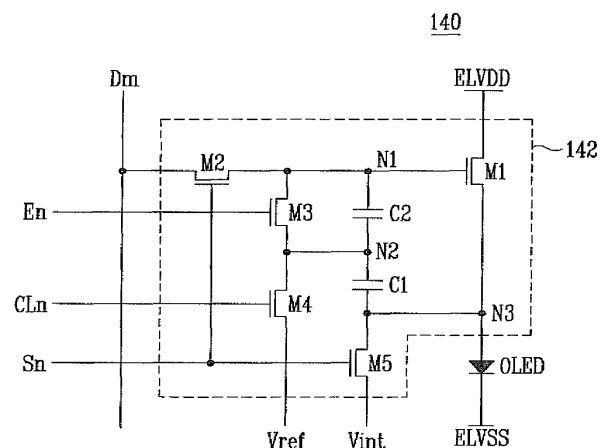 140
Dm
ELVDD
142
M2
N1
M1
En
M3
C2
N2
CLn
M4
C1
N3
Sn
M5
OLED
Vref
Vint
ELVSS